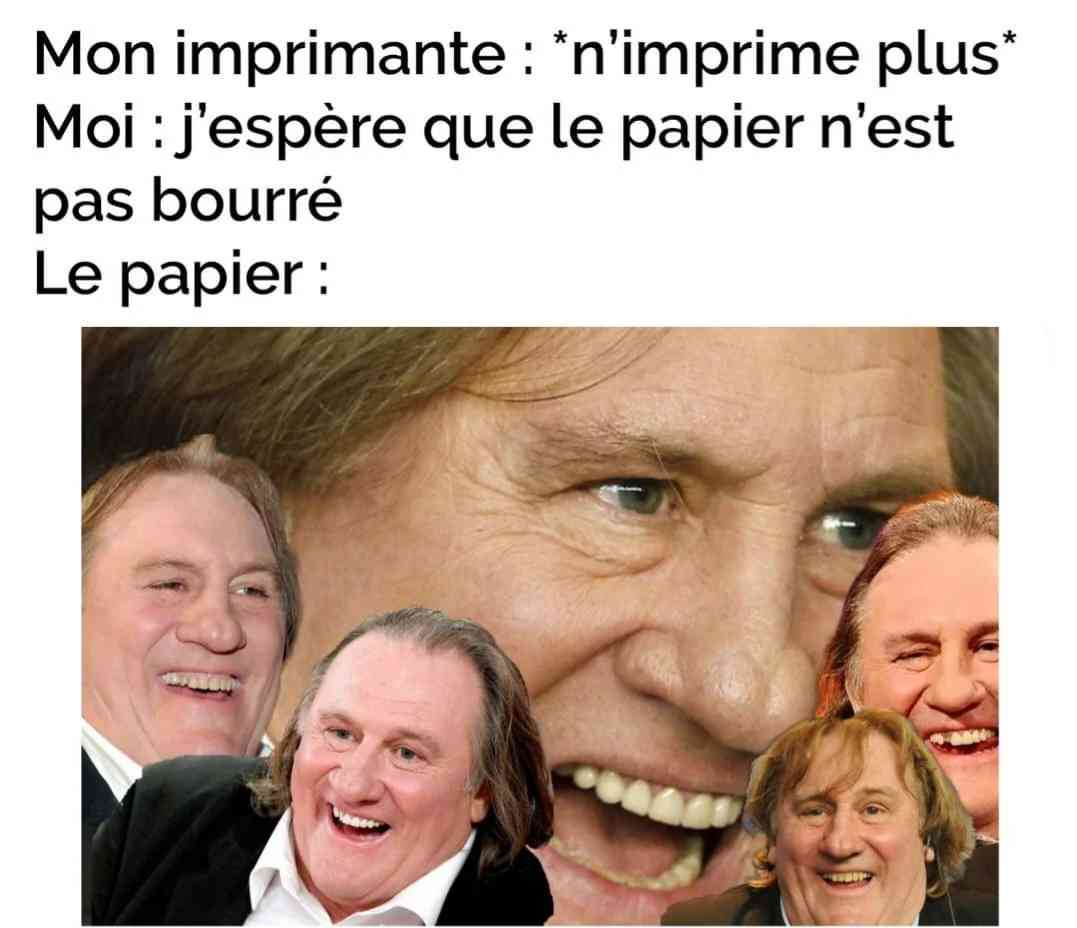 Mon imprimante : *n’imprime plus*
Moi : j’espère que le papier n’est
pas bourré
Le papier :